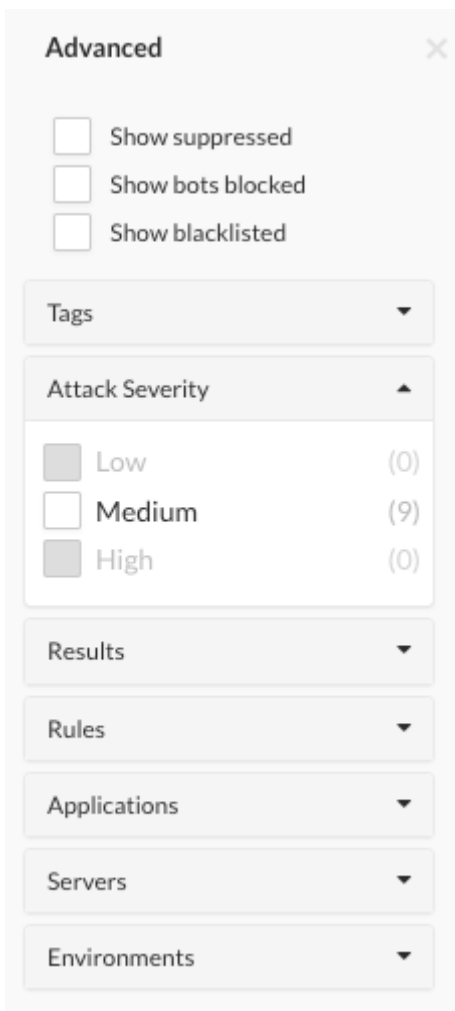 Advanced
Show suppressed
Show bots blocked
Show blacklisted
Tags
Attack Severity
Low (0)
Medium (9)
High (0)
Results
Rules
Applications
Servers
Environments